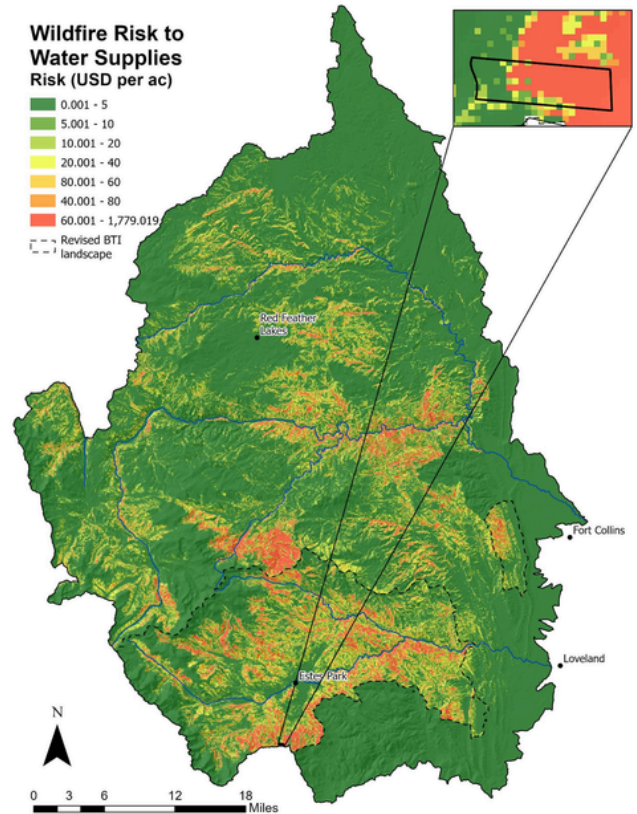 Wildfire Risk to
Water Supplies
Risk (USD per ac)
0.001 - 5
5.001 - 10
10.001 - 20
20.001 - 40
80.001 - 60
40.001 - 80
60.001 - 1,779.019
Revised BTI
landscape
Red Feather
Lakes
Fort Collins
Loveland
Estes Park
N
0 3 6 12 18
Miles